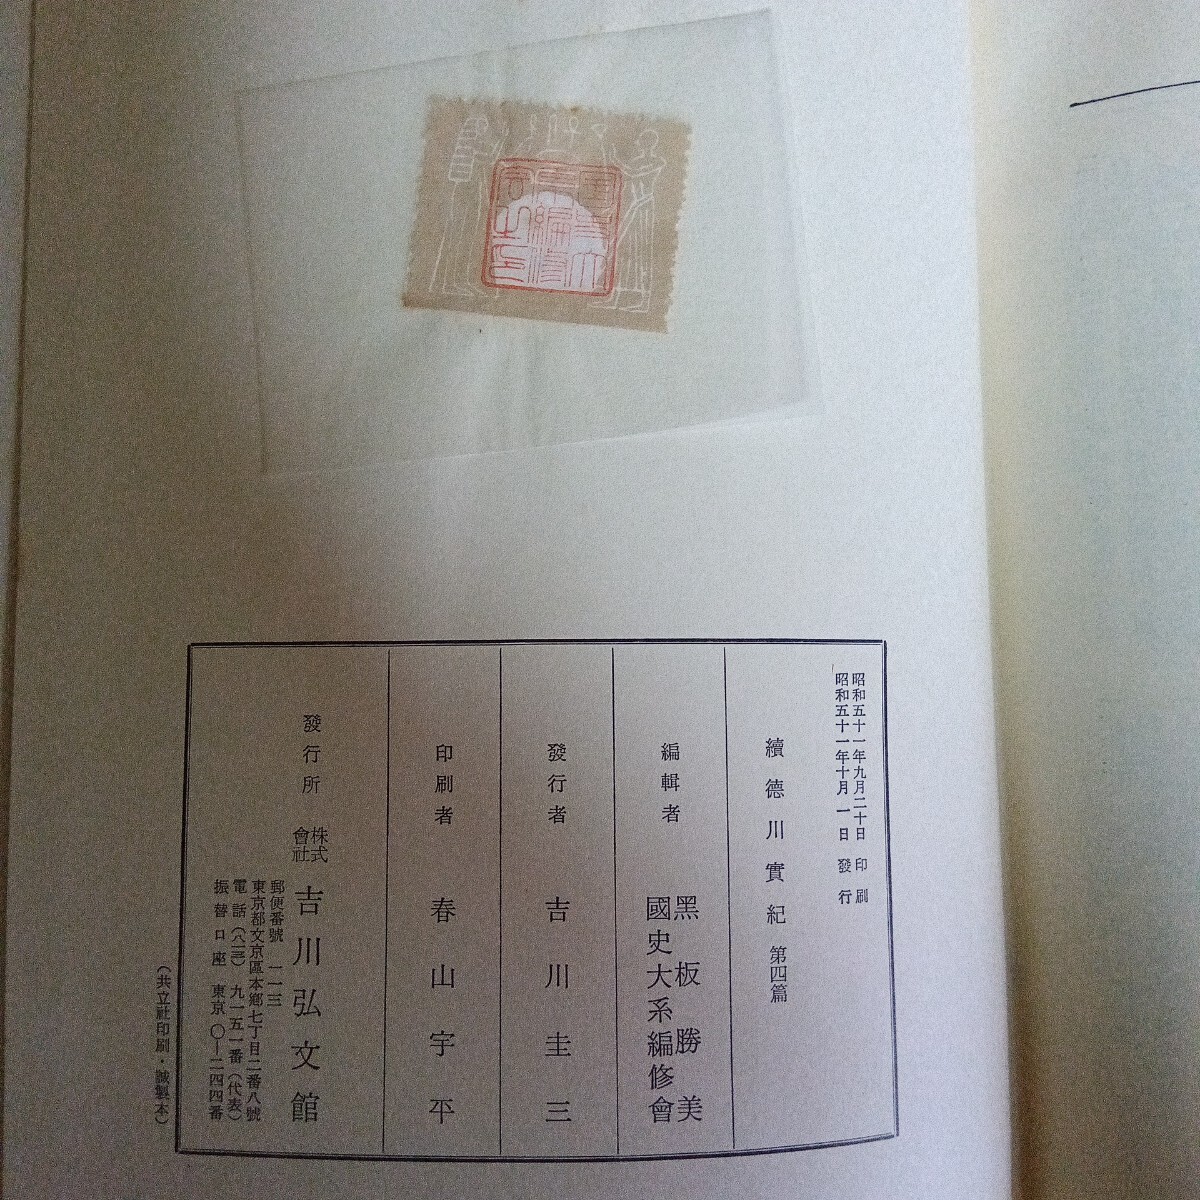 昭和五十一年九月二十日 印刷
昭和五十一年十月一日 發行
續德川實紀 第四篇
編輯者
黑板勝美
國史大系編修會
發行者 吉川圭三
印刷者 春山宇平
發行所
株式
會社
吉川弘文館
郵便番號 一一三
東京都文京區本鄕七丁目二番八號
電話(八一三)九一五一番(代表)
振替口座 東京 〇―二四四番
(共立社印刷・誠製本)